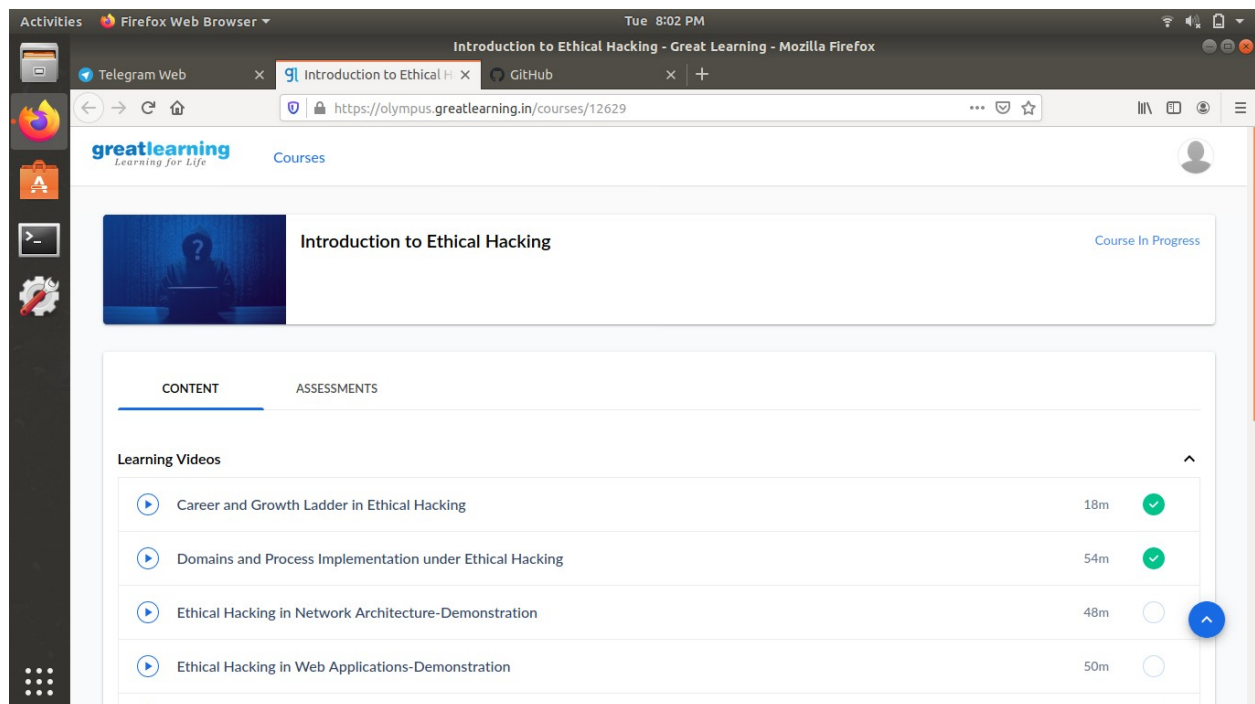 Activities Firefox Web Browser Tue 8:02 PM
Introduction to Ethical Hacking - Great Learning - Mozilla Firefox
Telegram Web Introduction to Ethical H GitHub
https://olympus.greatlearning.in/courses/12629
greatlearning
Learning for Life
Courses
?
Introduction to Ethical Hacking
Course In Progress
CONTENT ASSESSMENTS
Learning Videos
Career and Growth Ladder in Ethical Hacking 18m
Domains and Process Implementation under Ethical Hacking 54m
Ethical Hacking in Network Architecture-Demonstration 48m
Ethical Hacking in Web Applications-Demonstration 50m